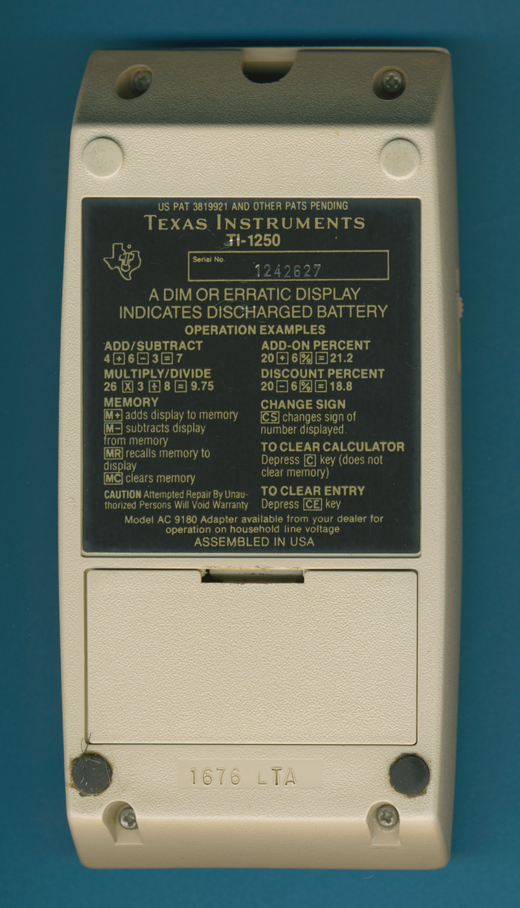 US PAT 3819921 AND OTHER PATS PENDING
TEXAS INSTRUMENTS
TI-1250
Serial No.
1242627
A DIM OR ERRATIC DISPLAY
INDICATES DISCHARGED BATTERY
OPERATION EXAMPLES
ADD/SUBTRACT
4 + 6 − 3 = 7
MULTIPLY/DIVIDE
26 X 3 ÷ 8 = 9.75
MEMORY
M+ adds display to memory
M− subtracts display
from memory
MR recalls memory to
display
MC clears memory
CAUTION Attempted Repair By Unau-
thorized Persons Will Void Warranty
ADD-ON PERCENT
20 + 6 % = 21.2
DISCOUNT PERCENT
20 − 6 % = 18.8
CHANGE SIGN
CS changes sign of
number displayed.
TO CLEAR CALCULATOR
Depress C key (does not
clear memory)
TO CLEAR ENTRY
Depress CE key
Model AC 9180 Adapter available from your dealer for
operation on household line voltage
ASSEMBLED IN USA
1676 LTA